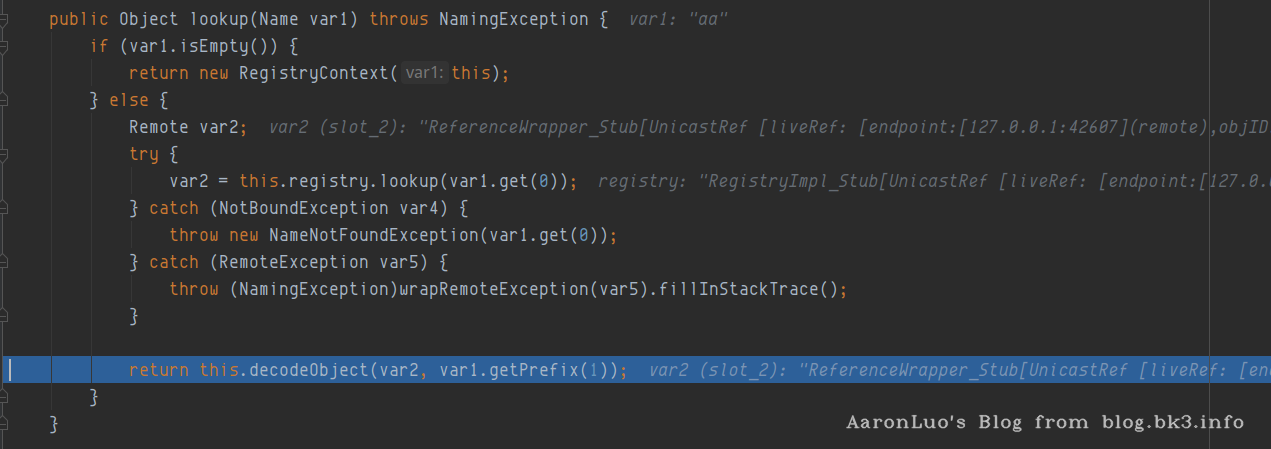 public Object lookup(Name var1) throws NamingException {  var1: "aa"
if (var1.isEmpty()) {
return new RegistryContext( var1: this);
} else {
Remote var2;  var2 (slot_2): "ReferenceWrapper_Stub[UnicastRef [liveRef: [endpoint:[127.0.0.1:42607](remote),objID
try {
var2 = this.registry.lookup(var1.get(0));  registry: "RegistryImpl_Stub[UnicastRef [liveRef: [endpoint:[127.0.
} catch (NotBoundException var4) {
throw new NameNotFoundException(var1.get(0));
} catch (RemoteException var5) {
throw (NamingException)wrapRemoteException(var5).fillInStackTrace();
}
return this.decodeObject(var2, var1.getPrefix(1));  var2 (slot_2): "ReferenceWrapper_Stub[UnicastRef [liveRef: [en
}
}
AaronLuo's Blog from blog.bk3.info